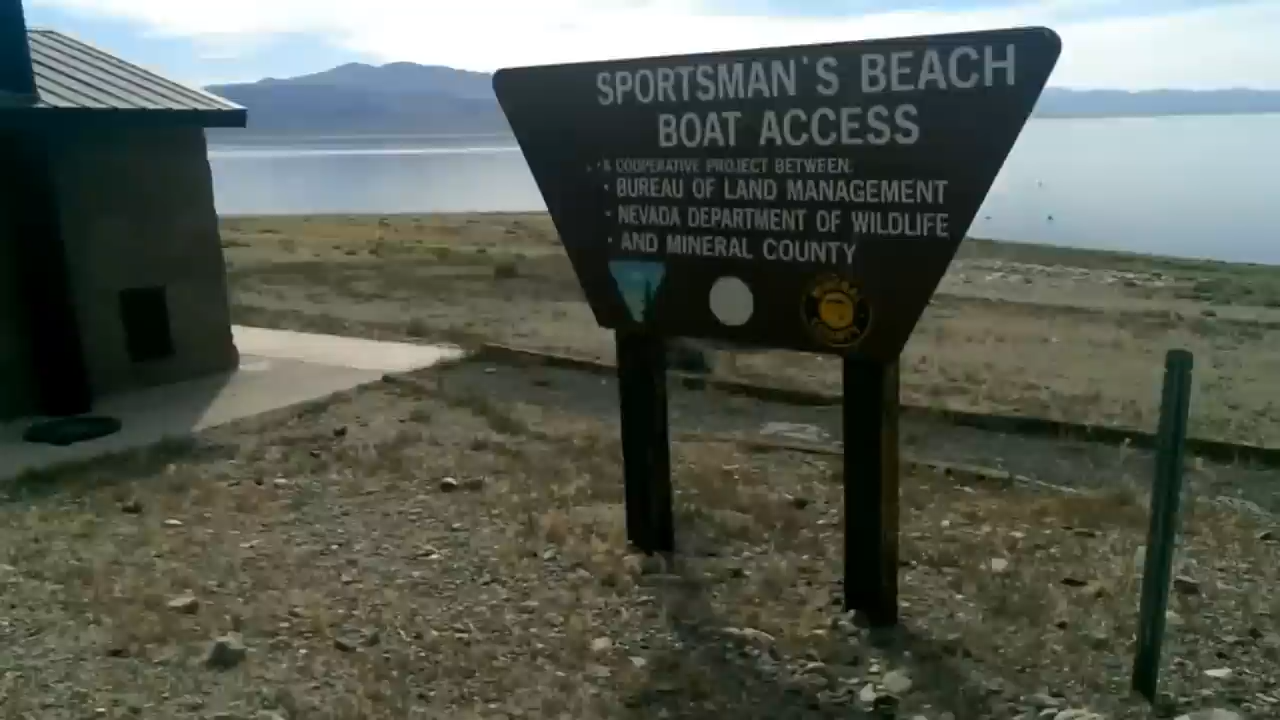 SPORTSMAN'S BEACH
BOAT ACCESS
A COOPERATIVE PROJECT BETWEEN:
• BUREAU OF LAND MANAGEMENT
• NEVADA DEPARTMENT OF WILDLIFE
• AND MINERAL COUNTY